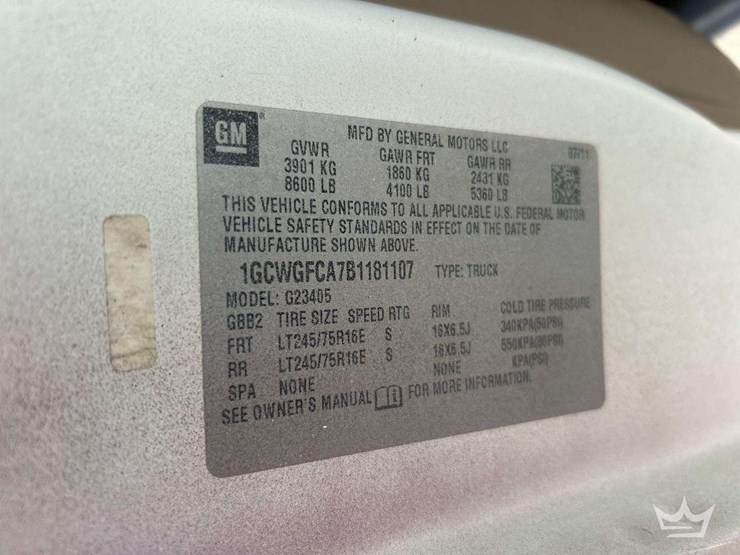 GM
MFD BY GENERAL MOTORS LLC 07/11
GVWR GAWR FRT GAWR RR
3901 KG 1860 KG 2431 KG
8600 LB 4100 LB 5360 LB
THIS VEHICLE CONFORMS TO ALL APPLICABLE U.S. FEDERAL MOTOR
VEHICLE SAFETY STANDARDS IN EFFECT ON THE DATE OF
MANUFACTURE SHOWN ABOVE.
1GCWGFCA7B1181107 TYPE: TRUCK
MODEL: G23405
GBB2 TIRE SIZE SPEED RTG RIM COLD TIRE PRESSURE
FRT LT245/75R16E S 16X6.5J 340KPA(50PSI)
RR LT245/75R16E S 16X6.5J 550KPA(80PSI)
SPA NONE NONE KPA(PSI)
SEE OWNER'S MANUAL FOR MORE INFORMATION.